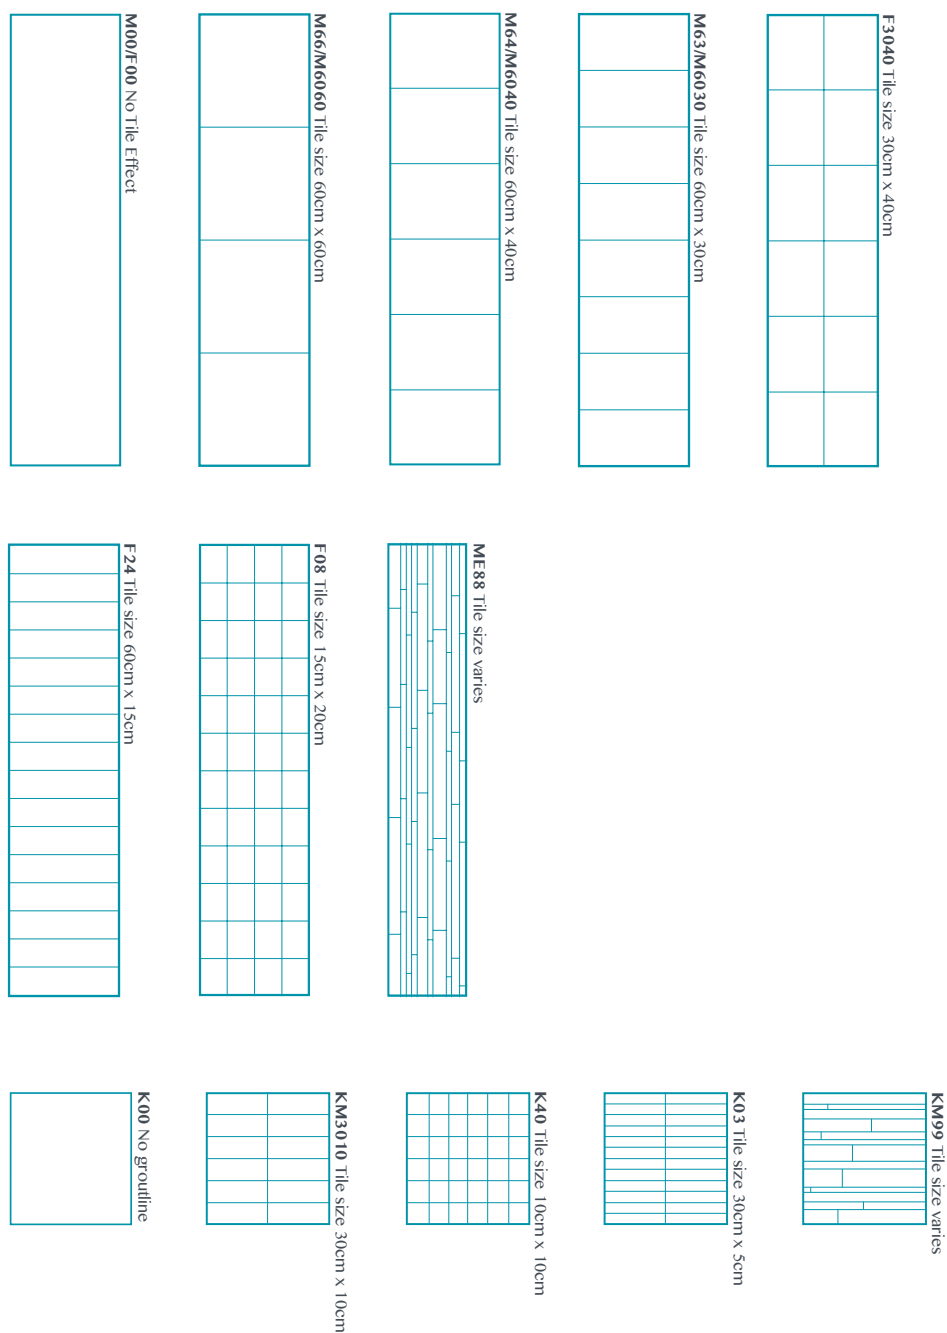 M00/F00 No Tile Effect
M66/M6060 Tile size 60cm x 60cm
M64/M6040 Tile size 60cm x 40cm
M63/M6030 Tile size 60cm x 30cm
F3040 Tile size 30cm x 40cm
F24 Tile size 60cm x 15cm
F08 Tile size 15cm x 20cm
ME88 Tile size varies
K00 No groutline
KM3010 Tile size 30cm x 10cm
K40 Tile size 10cm x 10cm
K03 Tile size 30cm x 5cm
KM99 Tile size varies